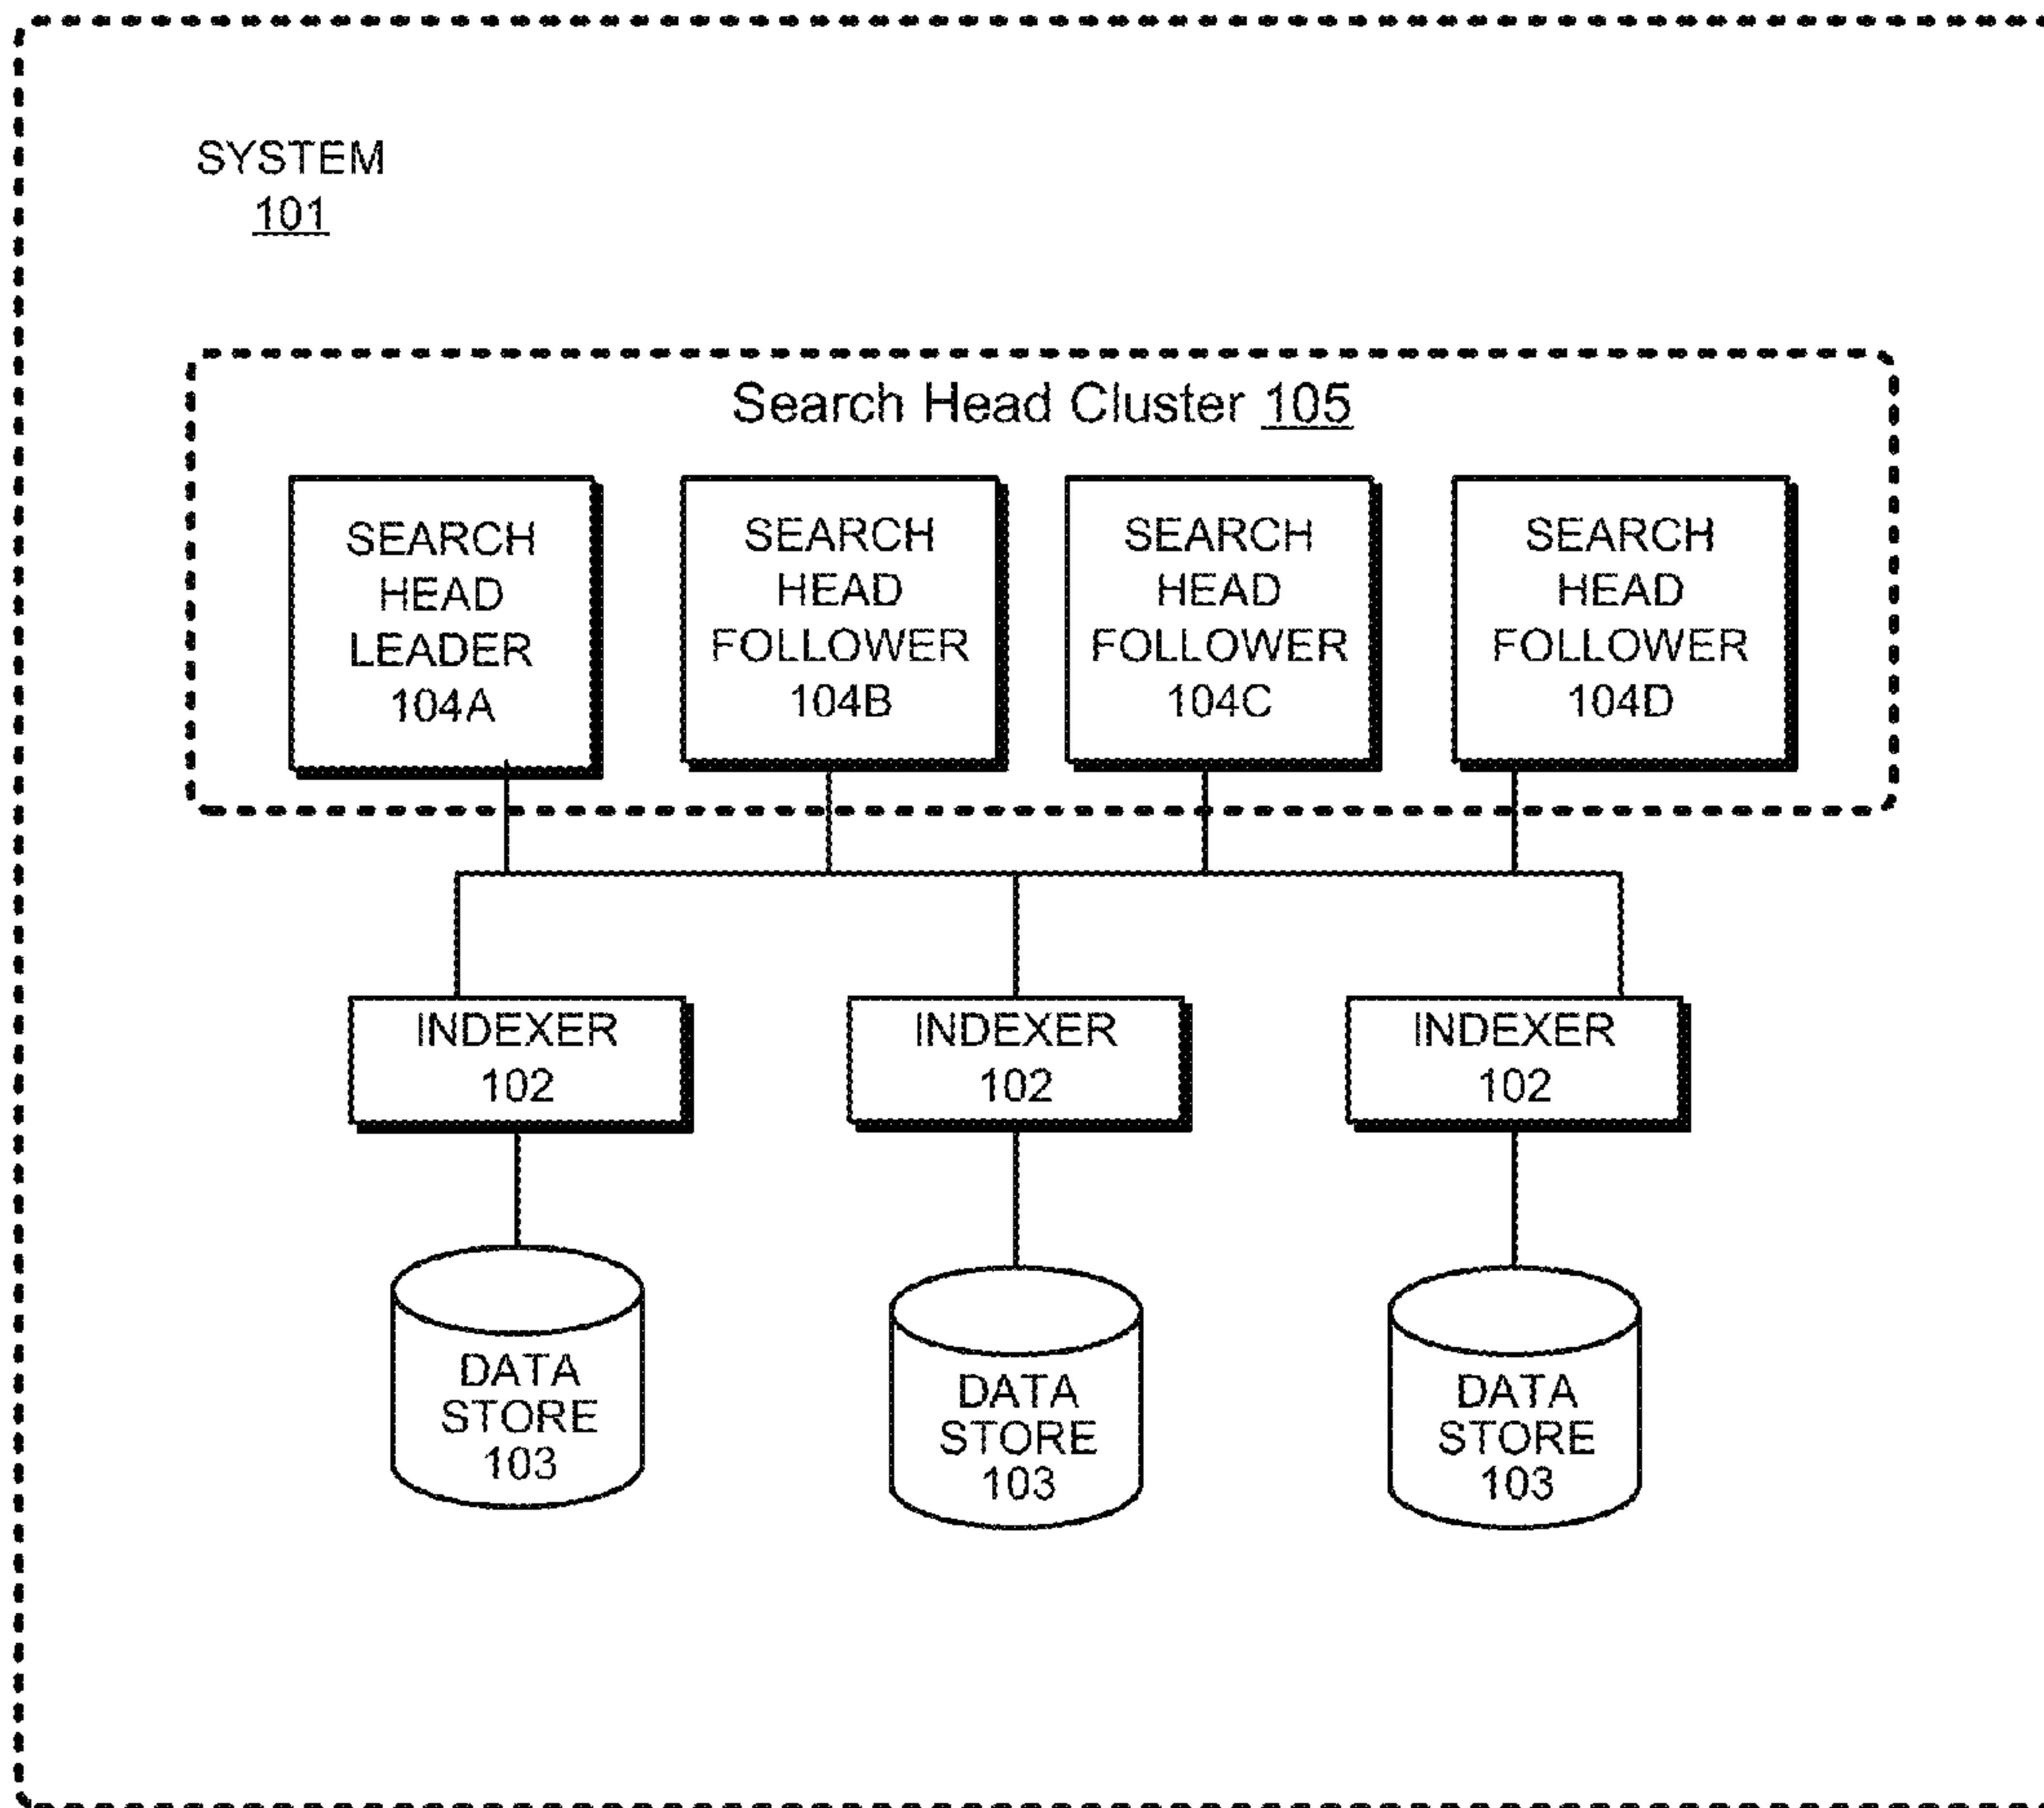 SYSTEM
101
Search Head Cluster 105
SEARCH
HEAD
LEADER
104A
SEARCH
HEAD
FOLLOWER
104B
SEARCH
HEAD
FOLLOWER
104C
SEARCH
HEAD
FOLLOWER
104D
INDEXER
102
INDEXER
102
INDEXER
102
DATA
STORE
103
DATA
STORE
103
DATA
STORE
103